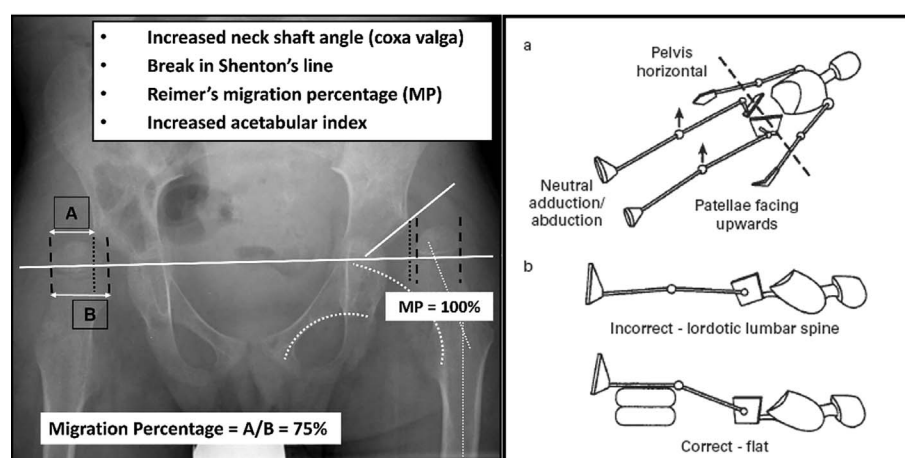 • Increased neck shaft angle (coxa valga)
• Break in Shenton's line
• Reimer's migration percentage (MP)
• Increased acetabular index
A
B
MP = 100%
Migration Percentage = A/B = 75%
a
Pelvis
horizontal
Neutral
adduction/
abduction
Patellae facing
upwards
b
Incorrect - lordotic lumbar spine
Correct - flat